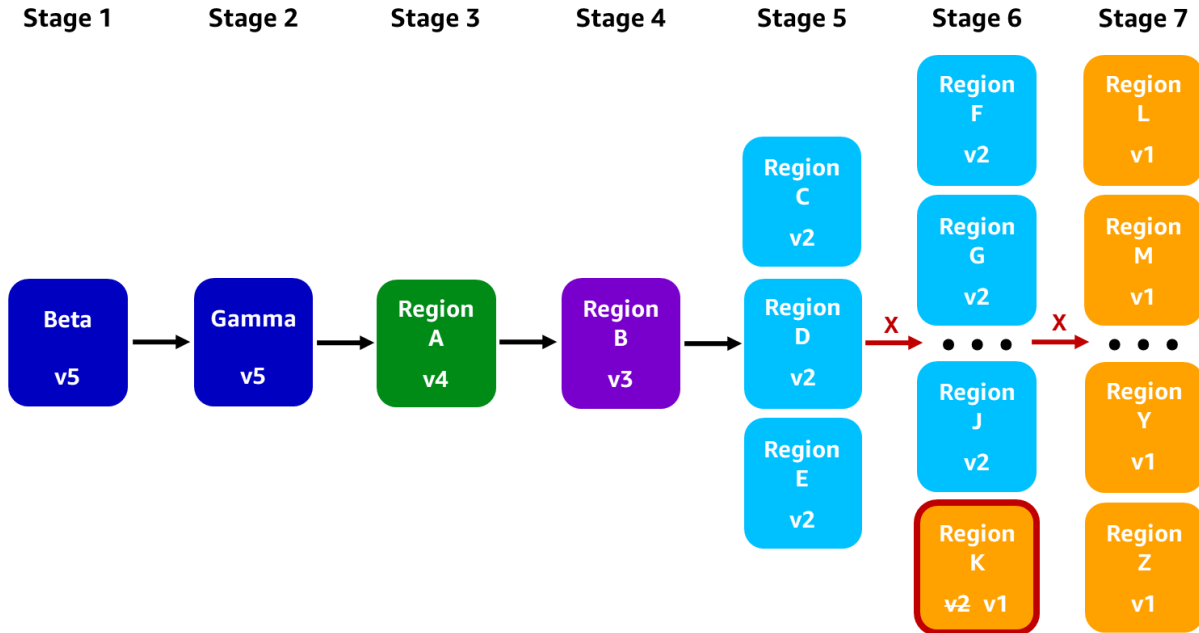 Stage 1 Stage 2 Stage 3 Stage 4 Stage 5 Stage 6 Stage 7
Beta
v5
Gamma
v5
Region
A
v4
Region
B
v3
Region
C
v2
Region
D
v2
Region
E
v2
X
Region
F
v2
Region
G
v2
• • •
Region
J
v2
Region
K
v2 v1
X
Region
L
v1
Region
M
v1
• • •
Region
Y
v1
Region
Z
v1